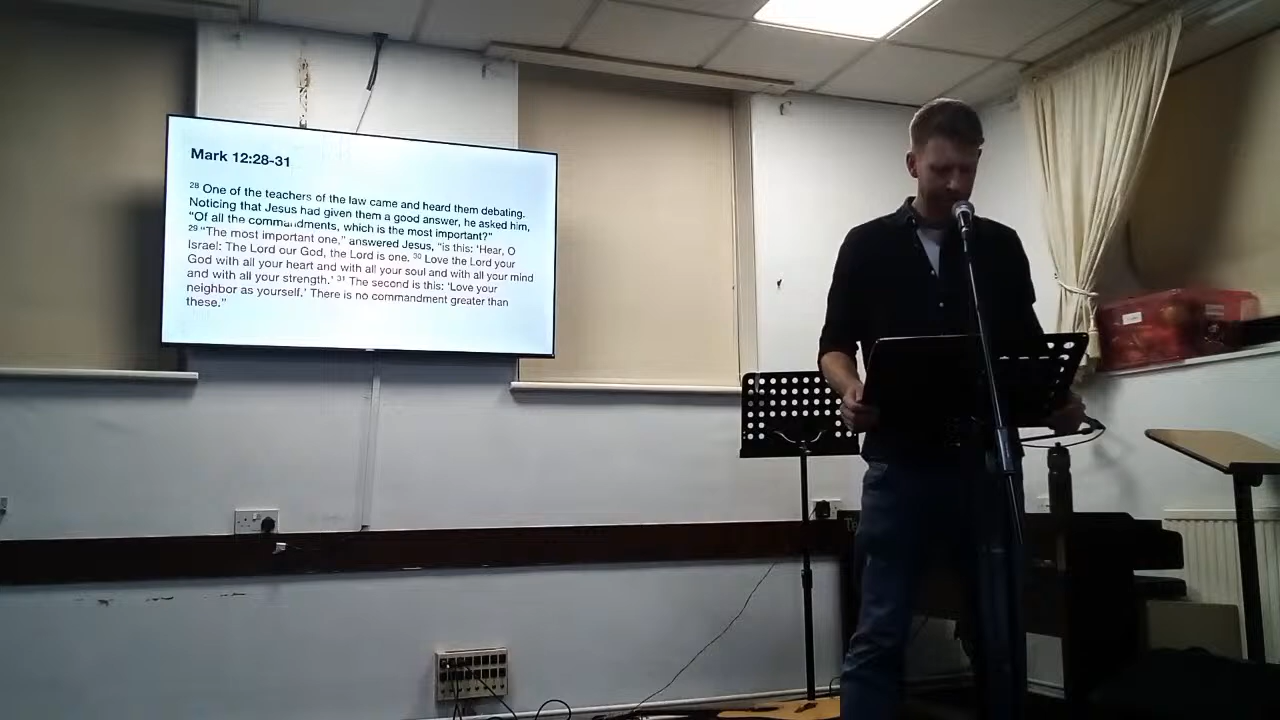 Mark 12:28-31
28 One of the teachers of the law came and heard them debating.
Noticing that Jesus had given them a good answer, he asked him,
“Of all the commandments, which is the most important?”
29 “The most important one,” answered Jesus, “is this: ‘Hear, O
Israel: The Lord our God, the Lord is one. 30 Love the Lord your
God with all your heart and with all your soul and with all your mind
and with all your strength.’ 31 The second is this: ‘Love your
neighbor as yourself.’ There is no commandment greater than
these.”